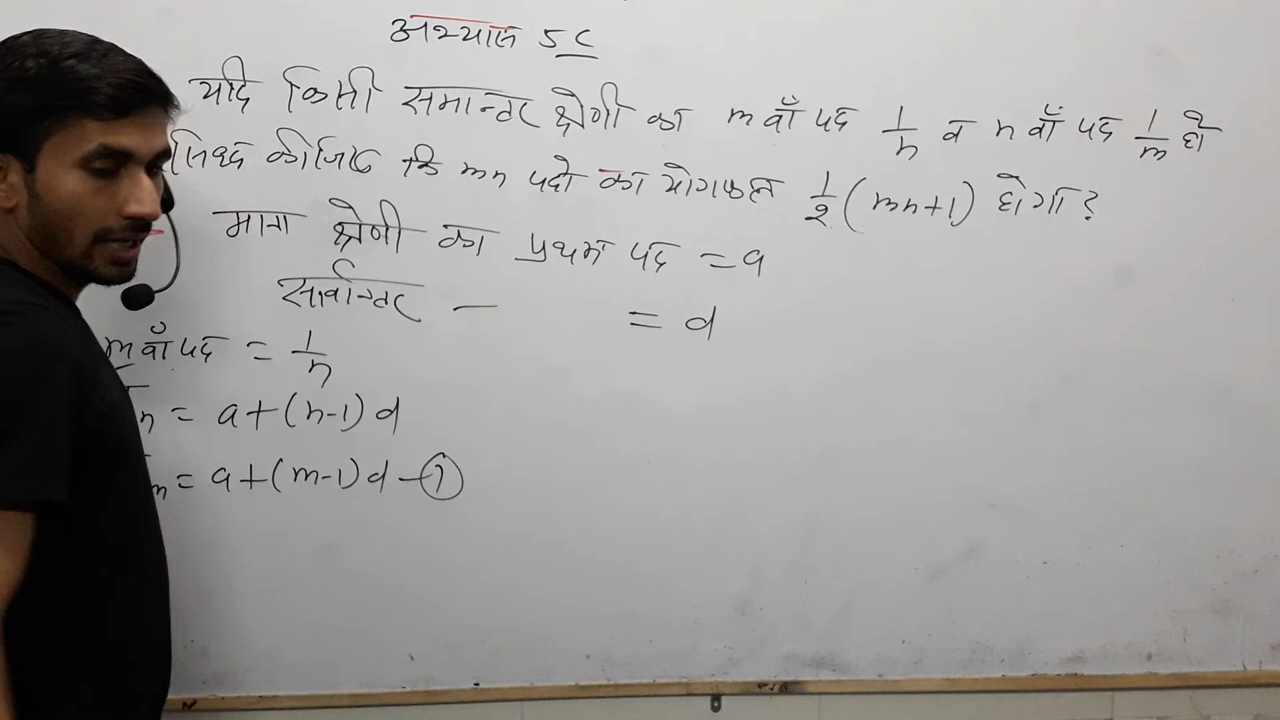 अभ्यास 5C
यदि किसी समान्तर श्रेणी का m वाँ पद 1/n व n वाँ पद 1/m हो
सिध्द कीजिए कि mn पदो का योगफल 1/2 (mn+1) होगा?
माना श्रेणी का प्रथम पद = a
सार्वान्तर — = d
m वाँ पद = 1/n
n = a+(n-1)d
m = a+(m-1)d - ①